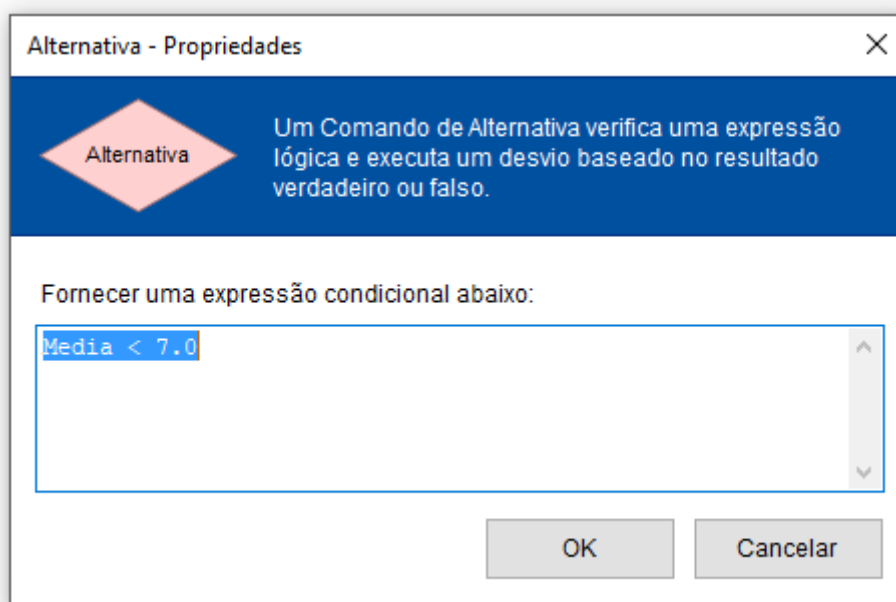 Alternativa - Propriedades
Alternativa
Um Comando de Alternativa verifica uma expressão
lógica e executa um desvio baseado no resultado
verdadeiro ou falso.
Fornecer uma expressão condicional abaixo:
Media < 7.0
OK
Cancelar